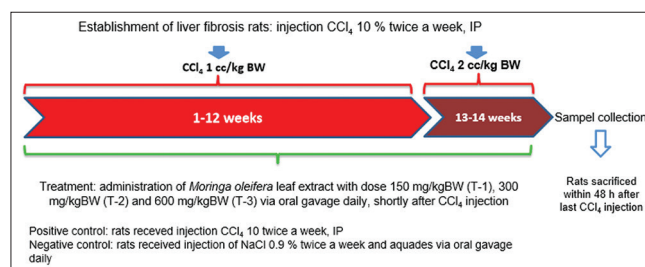 Establishment of liver fibrosis rats: injection CCl₄ 10 % twice a week, IP
CCl₄ 1 cc/kg BW
CCl₄ 2 cc/kg BW
1-12 weeks
13-14 weeks
Sampel collection
Treatment: administration of Moringa oleifera leaf extract with dose 150 mg/kgBW (T-1), 300
mg/kgBW (T-2) and 600 mg/kgBW (T-3) via oral gavage daily, shortly after CCl₄ injection
Rats sacrificed
within 48 h after
last CCl₄ injection
Positive control: rats receved injection CCl₄ 10 twice a week, IP
Negative control: rats received injection of NaCl 0.9 % twice a week and aquades via oral gavage
daily